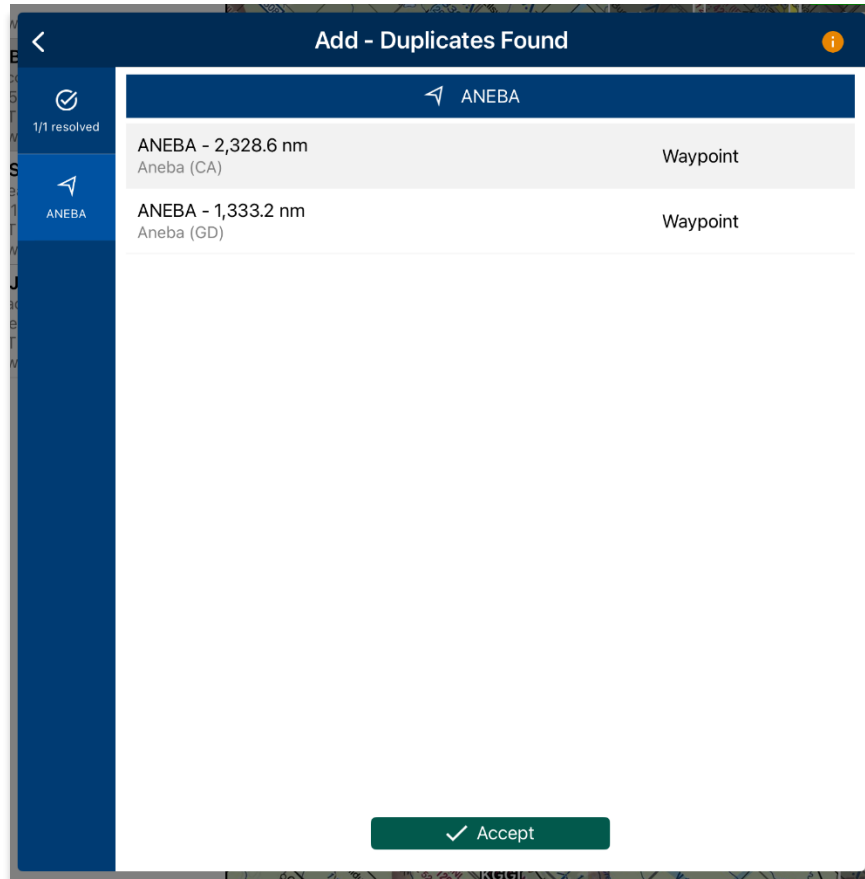 Add - Duplicates Found
1/1 resolved
ANEBA
ANEBA
ANEBA - 2,328.6 nm
Aneba (CA)
Waypoint
ANEBA - 1,333.2 nm
Aneba (GD)
Waypoint
Accept
KGGI